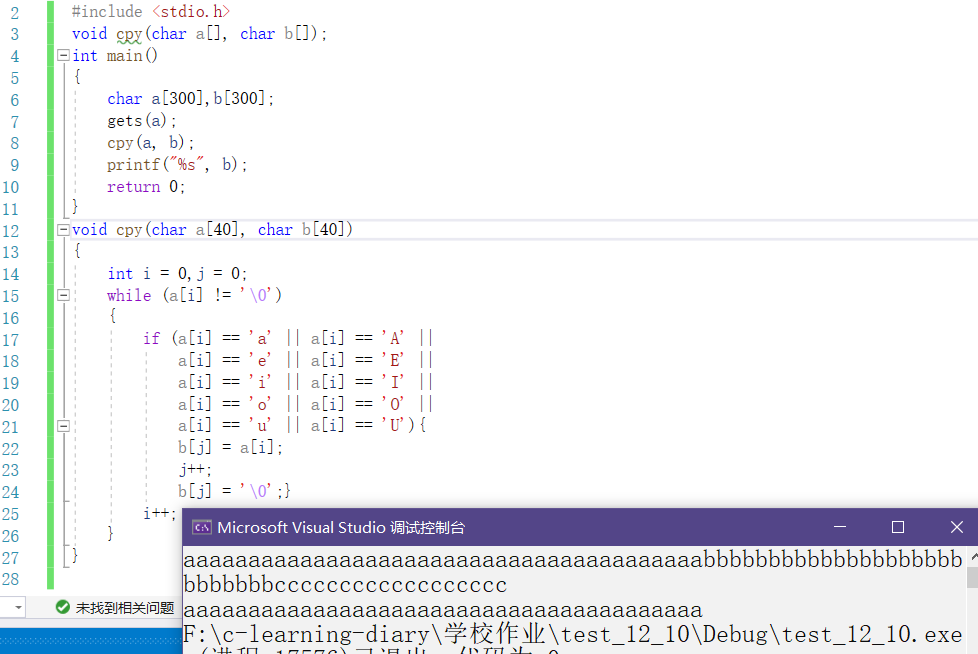 2 #include <stdio.h>
3 void cpy(char a[], char b[]);
4 int main()
5 {
6 char a[300],b[300];
7 gets(a);
8 cpy(a, b);
9 printf("%s", b);
10 return 0;
11 }
12 void cpy(char a[40], char b[40])
13 {
14 int i = 0,j = 0;
15 while (a[i] != '\0')
16 {
17 if (a[i] == 'a' || a[i] == 'A' ||
18 a[i] == 'e' || a[i] == 'E' ||
19 a[i] == 'i' || a[i] == 'I' ||
20 a[i] == 'o' || a[i] == 'O' ||
21 a[i] == 'u' || a[i] == 'U'){
22 b[j] = a[i];
23 j++;
24 b[j] = '\0';}
25 i++;
26 }
27 }
28
未找到相关问题
Microsoft Visual Studio 调试控制台
aaaaaaaaaaaaaaaaaaaaaaaaaaaaaaaaaaaaaaaabbbbbbbbbbbbbbbbbbbb
bbbbbbbcccccccccccccccccc
aaaaaaaaaaaaaaaaaaaaaaaaaaaaaaaaaaaaaaaa
F:\c-learning-diary\学校作业\test_12_10\Debug\test_12_10.exe